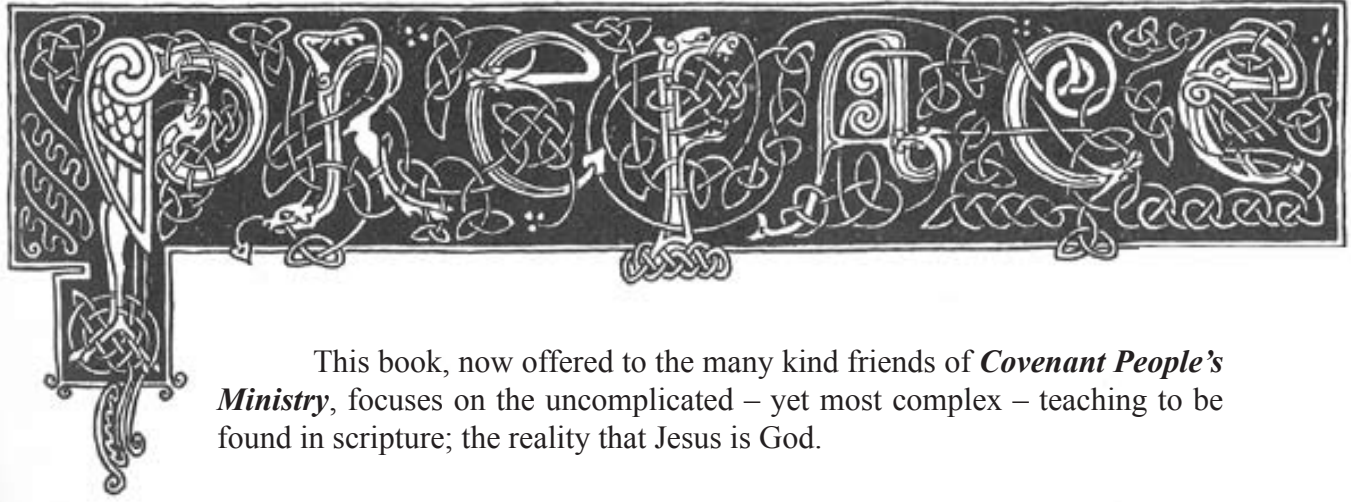 PREFACE
This book, now offered to the many kind friends of Covenant People’s
Ministry, focuses on the uncomplicated – yet most complex – teaching to be
found in scripture; the reality that Jesus is God.